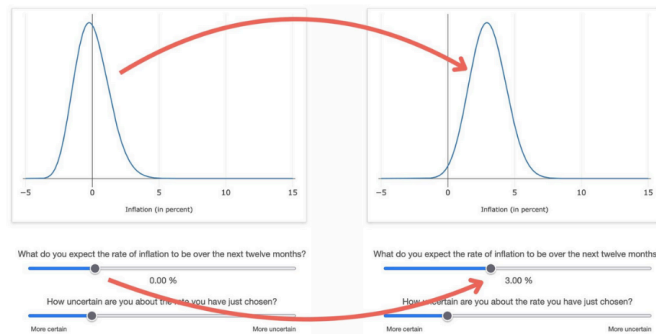 −5 0 5 10 15
Inflation (in percent)
What do you expect the rate of inflation to be over the next twelve months?
0.00 %
How uncertain are you about the rate you have just chosen?
More certain More uncertain
−5 0 5 10 15
Inflation (in percent)
What do you expect the rate of inflation to be over the next twelve months
3.00 %
How uncertain are you about the rate you have just chosen?
More certain More uncertain